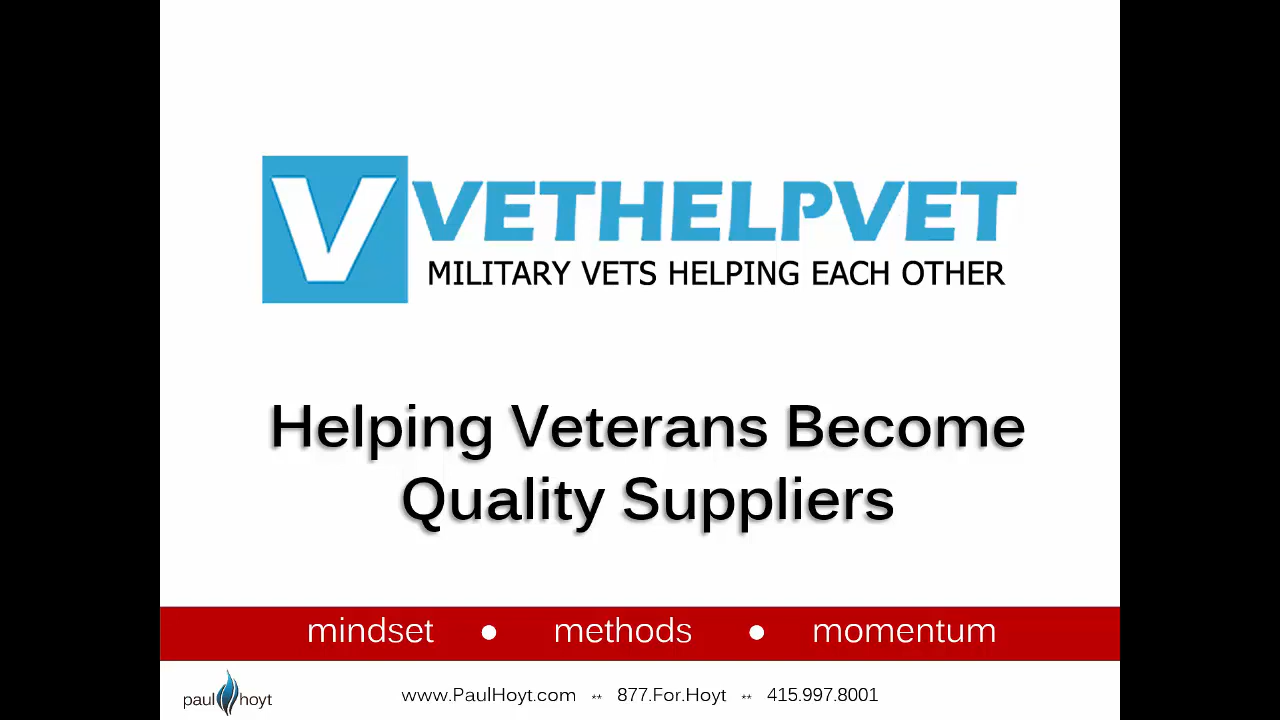 V VETHELPVET
MILITARY VETS HELPING EACH OTHER
Helping Veterans Become
Quality Suppliers
mindset ● methods ● momentum
paul hoyt www.PaulHoyt.com ** 877.For.Hoyt ** 415.997.8001